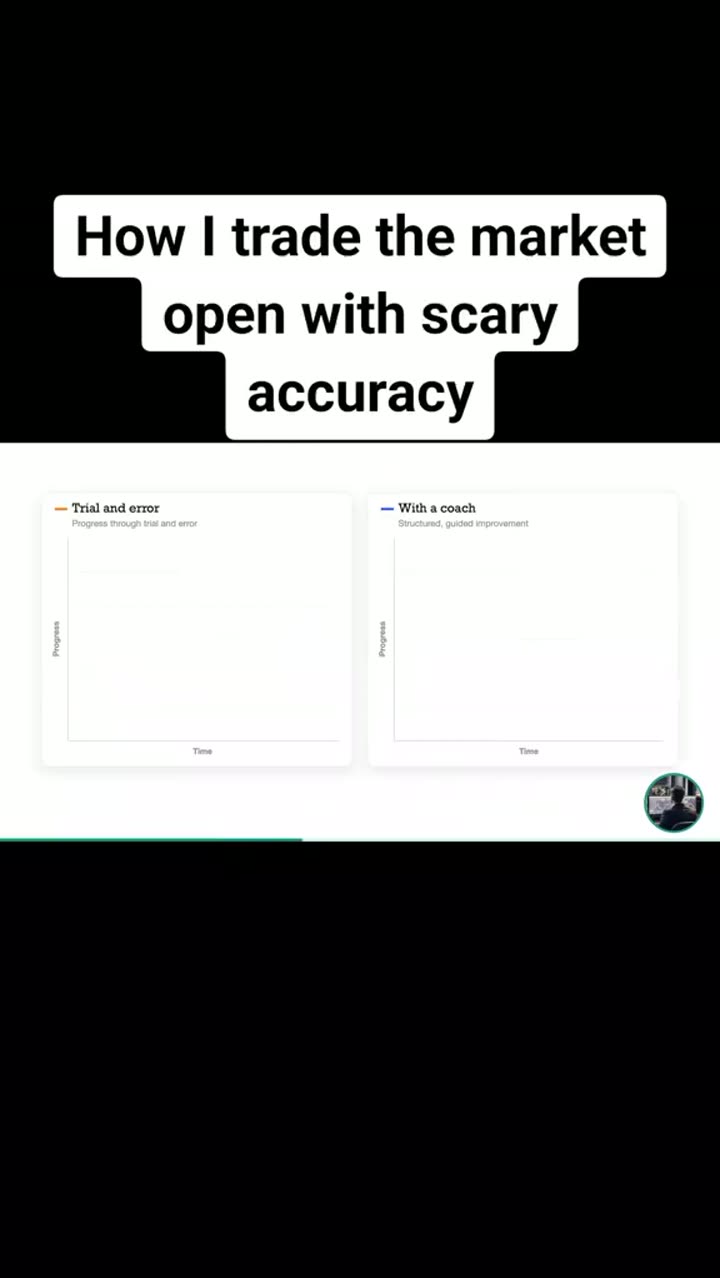 How I trade the market
open with scary
accuracy
Trial and error
Progress through trial and error
Progress
Time
With a coach
Structured, guided improvement
Progress
Time